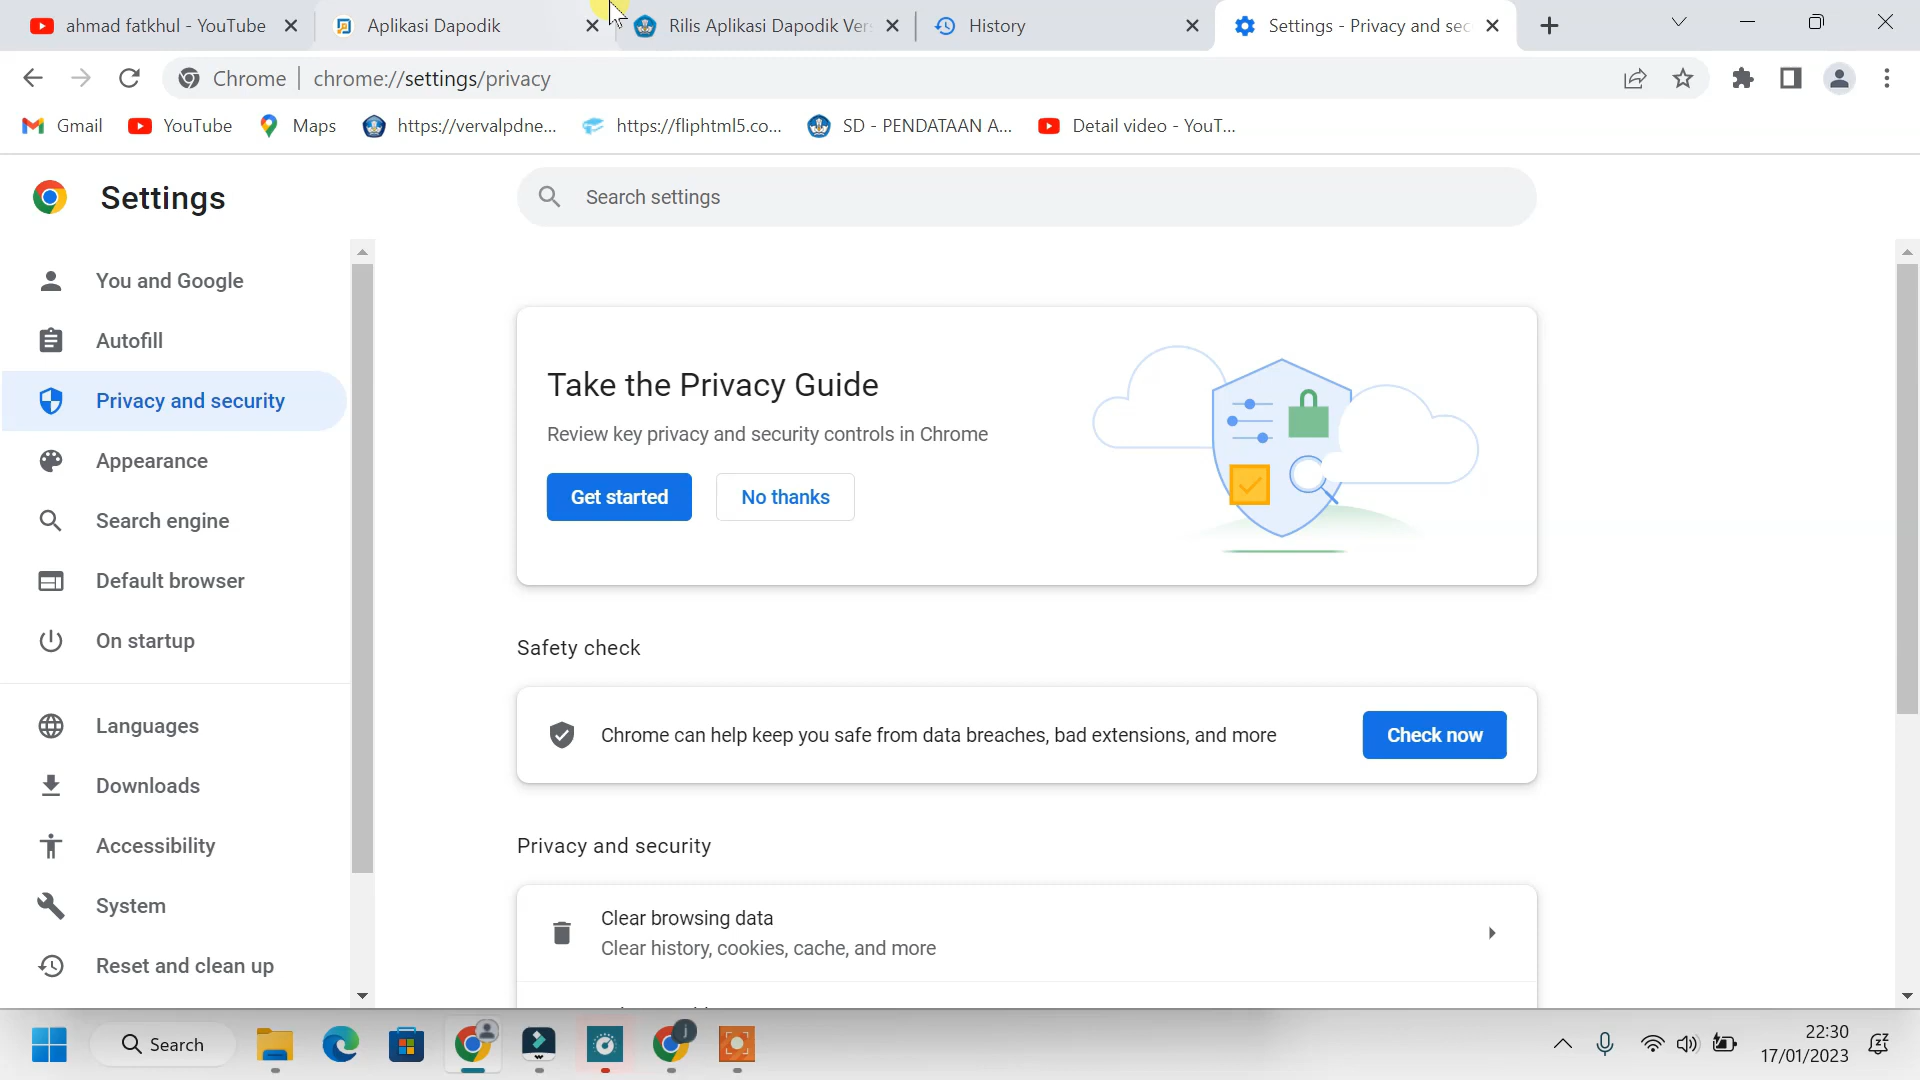 ahmad fatkhul - YouTube
Aplikasi Dapodik
Rilis Aplikasi Dapodik Ver
History
Settings - Privacy and sec
Chrome
chrome://settings/privacy
Gmail
YouTube
Maps
https://vervalpdne...
https://fliphtml5.co...
SD - PENDATAAN A...
Detail video - YouT...
Settings
Search settings
You and Google
Autofill
Privacy and security
Appearance
Search engine
Default browser
On startup
Languages
Downloads
Accessibility
System
Reset and clean up
Take the Privacy Guide
Review key privacy and security controls in Chrome
Get started
No thanks
Safety check
Chrome can help keep you safe from data breaches, bad extensions, and more
Check now
Privacy and security
Clear browsing data
Clear history, cookies, cache, and more
Search
j
22:30
17/01/2023